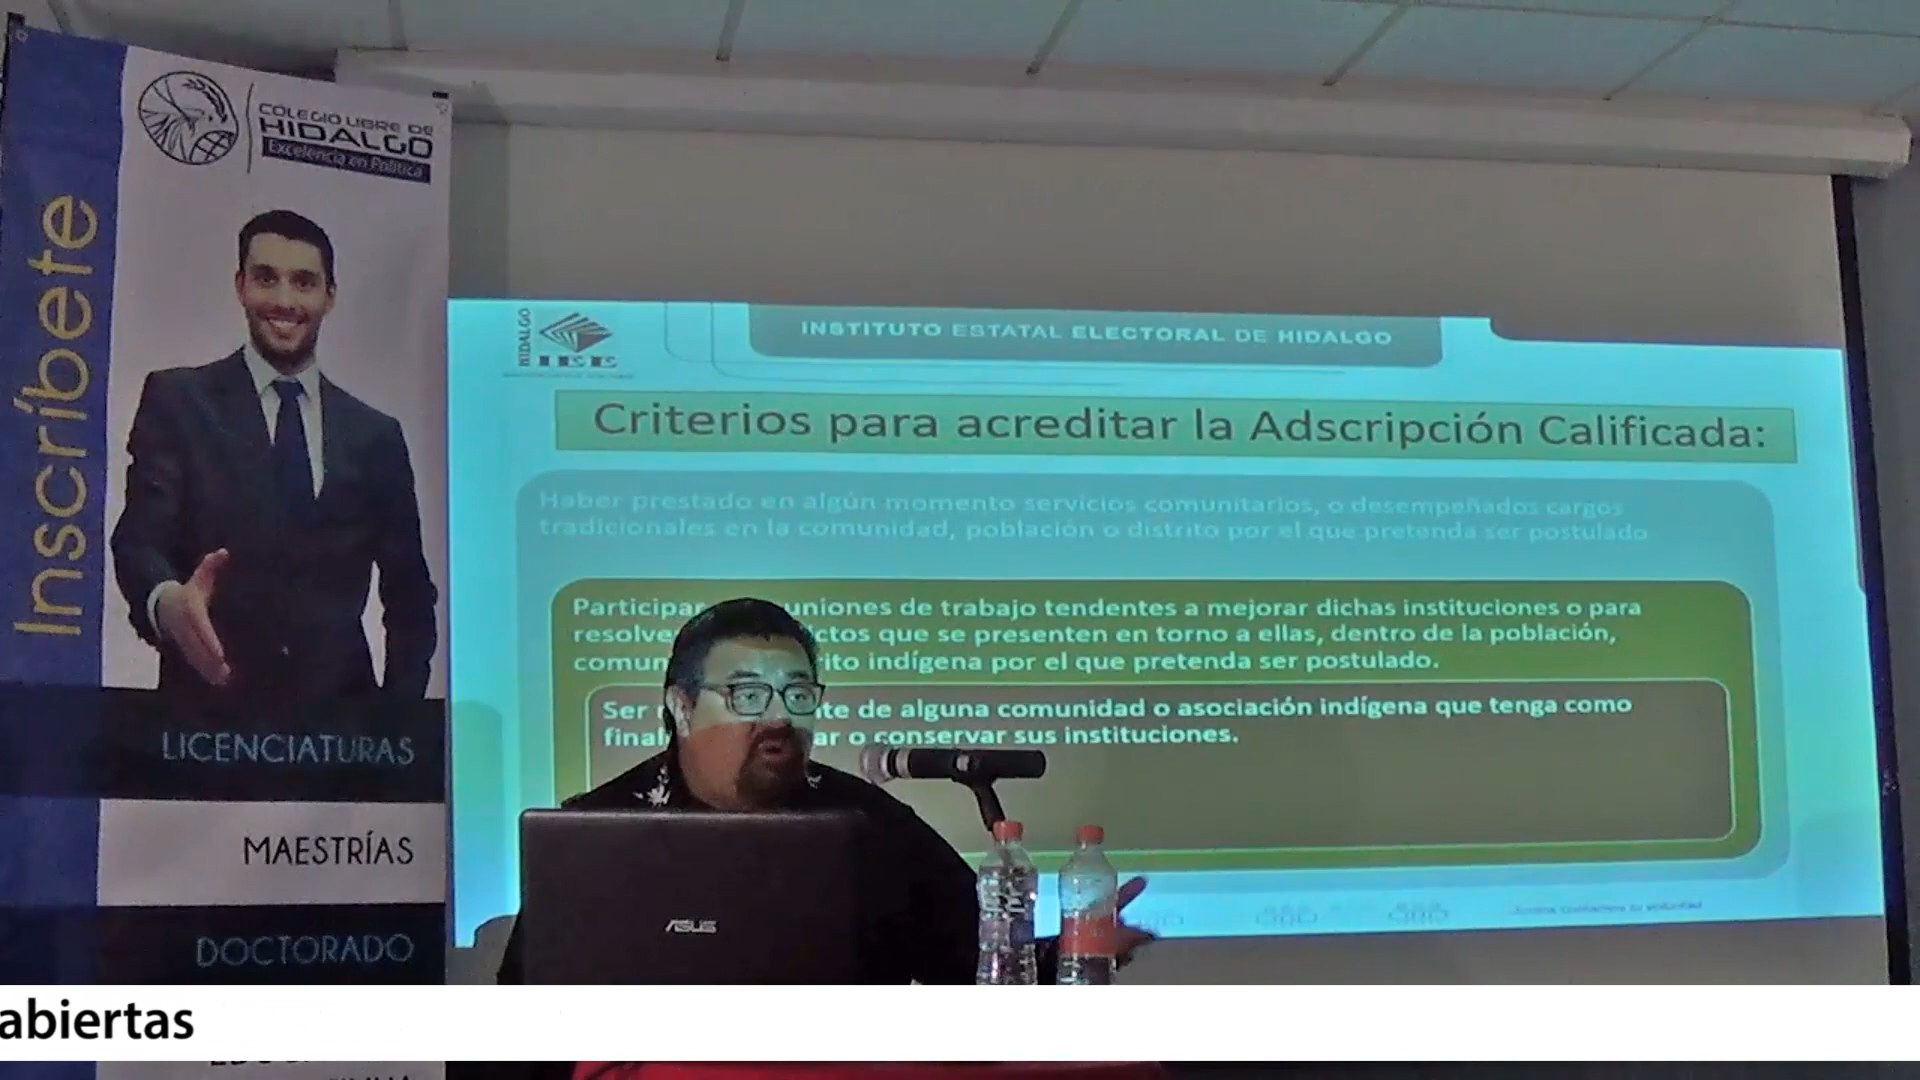 Inscríbete
COLEGIO LIBRE DE
HIDALGO
Excelencia en Política
LICENCIATURAS
MAESTRÍAS
DOCTORADO
HIDALGO
IEE
INSTITUTO ESTATAL ELECTORAL DE HIDALGO
Criterios para acreditar la Adscripción Calificada:
Haber prestado en algún momento servicios comunitarios, o desempeñados cargos
tradicionales en la comunidad, población o distrito por el que pretenda ser postulado
Participar uniones de trabajo tendentes a mejorar dichas instituciones o para
resolve ctos que se presenten en torno a ellas, dentro de la población,
comun rito indígena por el que pretenda ser postulado.
Ser te de alguna comunidad o asociación indígena que tenga como
final ar o conservar sus instituciones.
ASUS
abiertas